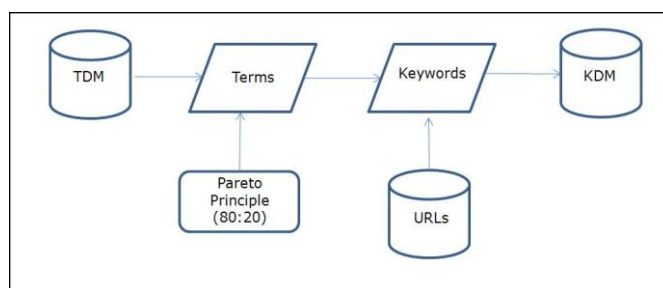 TDM
Terms
Keywords
KDM
Pareto
Principle
(80:20)
URLs